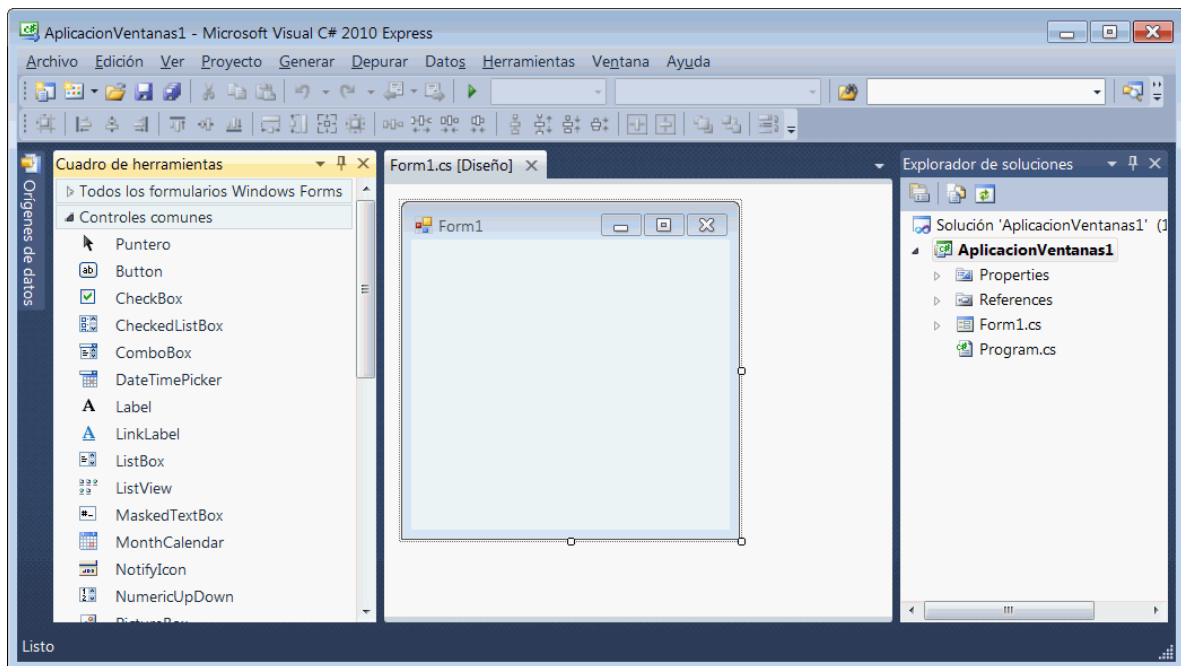 AplicacionVentanas1 - Microsoft Visual C# 2010 Express
Archivo Edición Ver Proyecto Generar Depurar Datos Herramientas Ventana Ayuda
Orígenes de datos
Cuadro de herramientas
Todos los formularios Windows Forms
Controles comunes
Puntero
Button
CheckBox
CheckedListBox
ComboBox
DateTimePicker
Label
LinkLabel
ListBox
ListView
MaskedTextBox
MonthCalendar
NotifyIcon
NumericUpDown
PictureBox
Form1.cs [Diseño]
Form1
Explorador de soluciones
Solución 'AplicacionVentanas1' (1
AplicacionVentanas1
Properties
References
Form1.cs
Program.cs
Listo